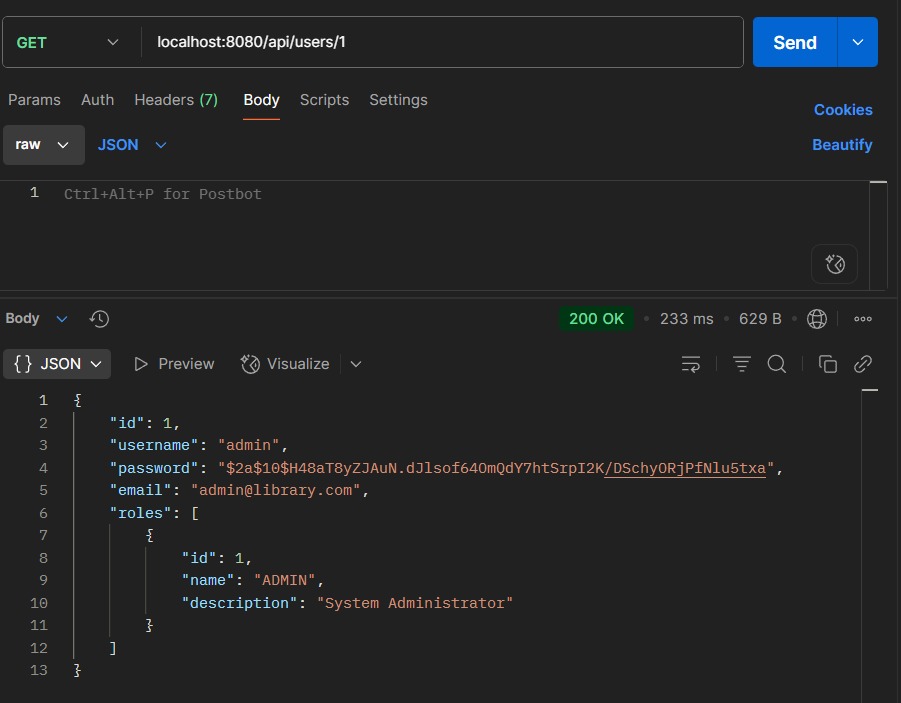 GET localhost:8080/api/users/1 Send
Params Auth Headers (7) Body Scripts Settings Cookies
raw JSON Beautify
1 Ctrl+Alt+P for Postbot
Body 200 OK • 233 ms • 629 B •
{} JSON Preview Visualize
1 {
2 "id": 1,
3 "username": "admin",
4 "password": "$2a$10$H48aT8yZJAuN.dJlsof64OmQdY7htSrpI2K/DSchyORjPfNlu5txa",
5 "email": "admin@library.com",
6 "roles": [
7 {
8 "id": 1,
9 "name": "ADMIN",
10 "description": "System Administrator"
11 }
12 ]
13 }